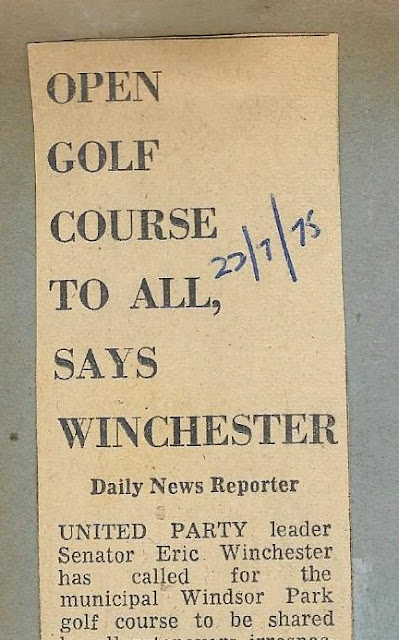 OPEN
GOLF
COURSE
TO ALL,
22/7/75
SAYS
WINCHESTER
Daily News Reporter
UNITED PARTY leader
Senator Eric Winchester
has called for the
municipal Windsor Park
golf course to be shared